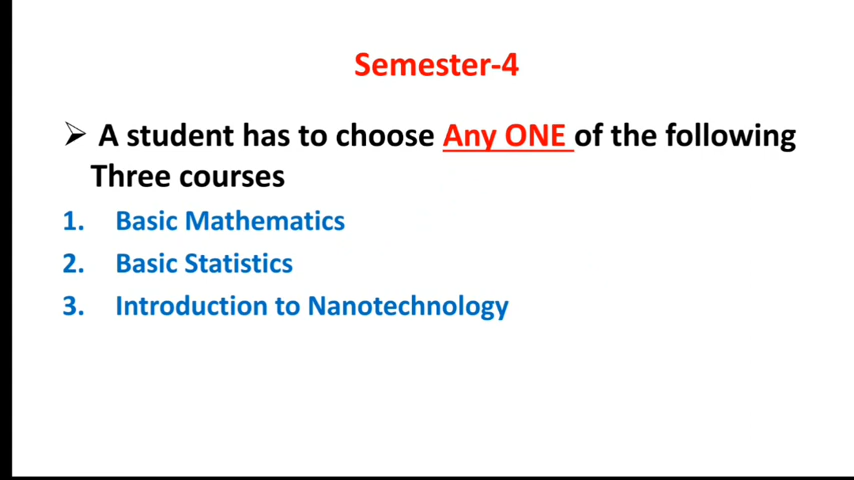 Semester-4
➢ A student has to choose Any ONE of the following
Three courses
1. Basic Mathematics
2. Basic Statistics
3. Introduction to Nanotechnology